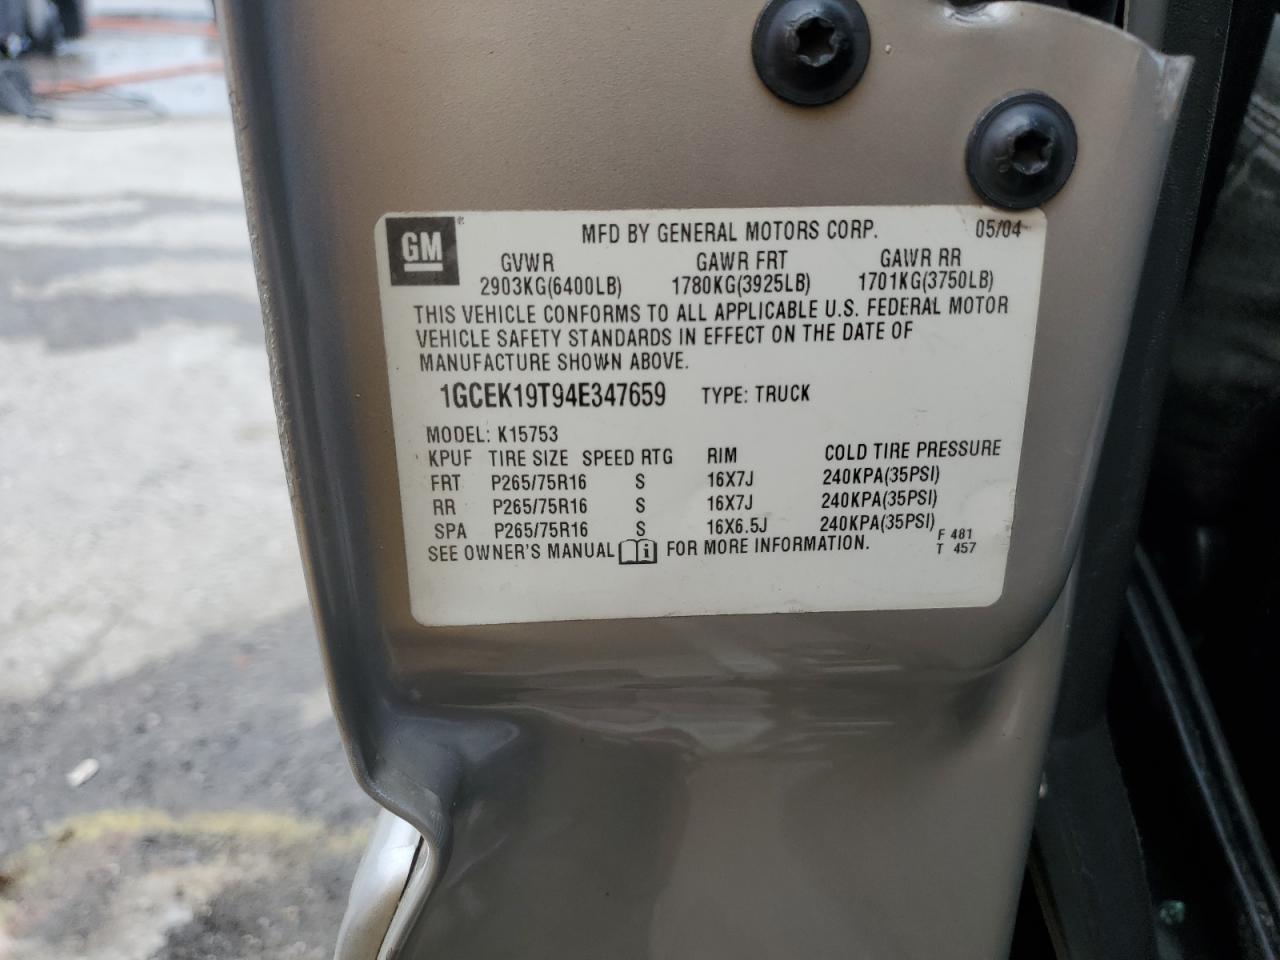 GM
MFD BY GENERAL MOTORS CORP. 05/04
GVWR GAWR FRT GAWR RR
2903KG(6400LB) 1780KG(3925LB) 1701KG(3750LB)
THIS VEHICLE CONFORMS TO ALL APPLICABLE U.S. FEDERAL MOTOR
VEHICLE SAFETY STANDARDS IN EFFECT ON THE DATE OF
MANUFACTURE SHOWN ABOVE.
1GCEK19T94E347659 TYPE: TRUCK
MODEL: K15753
KPUF TIRE SIZE SPEED RTG RIM COLD TIRE PRESSURE
FRT P265/75R16 S 16X7J 240KPA(35PSI)
RR P265/75R16 S 16X7J 240KPA(35PSI)
SPA P265/75R16 S 16X6.5J 240KPA(35PSI)
SEE OWNER'S MANUAL FOR MORE INFORMATION.
F 481
T 457